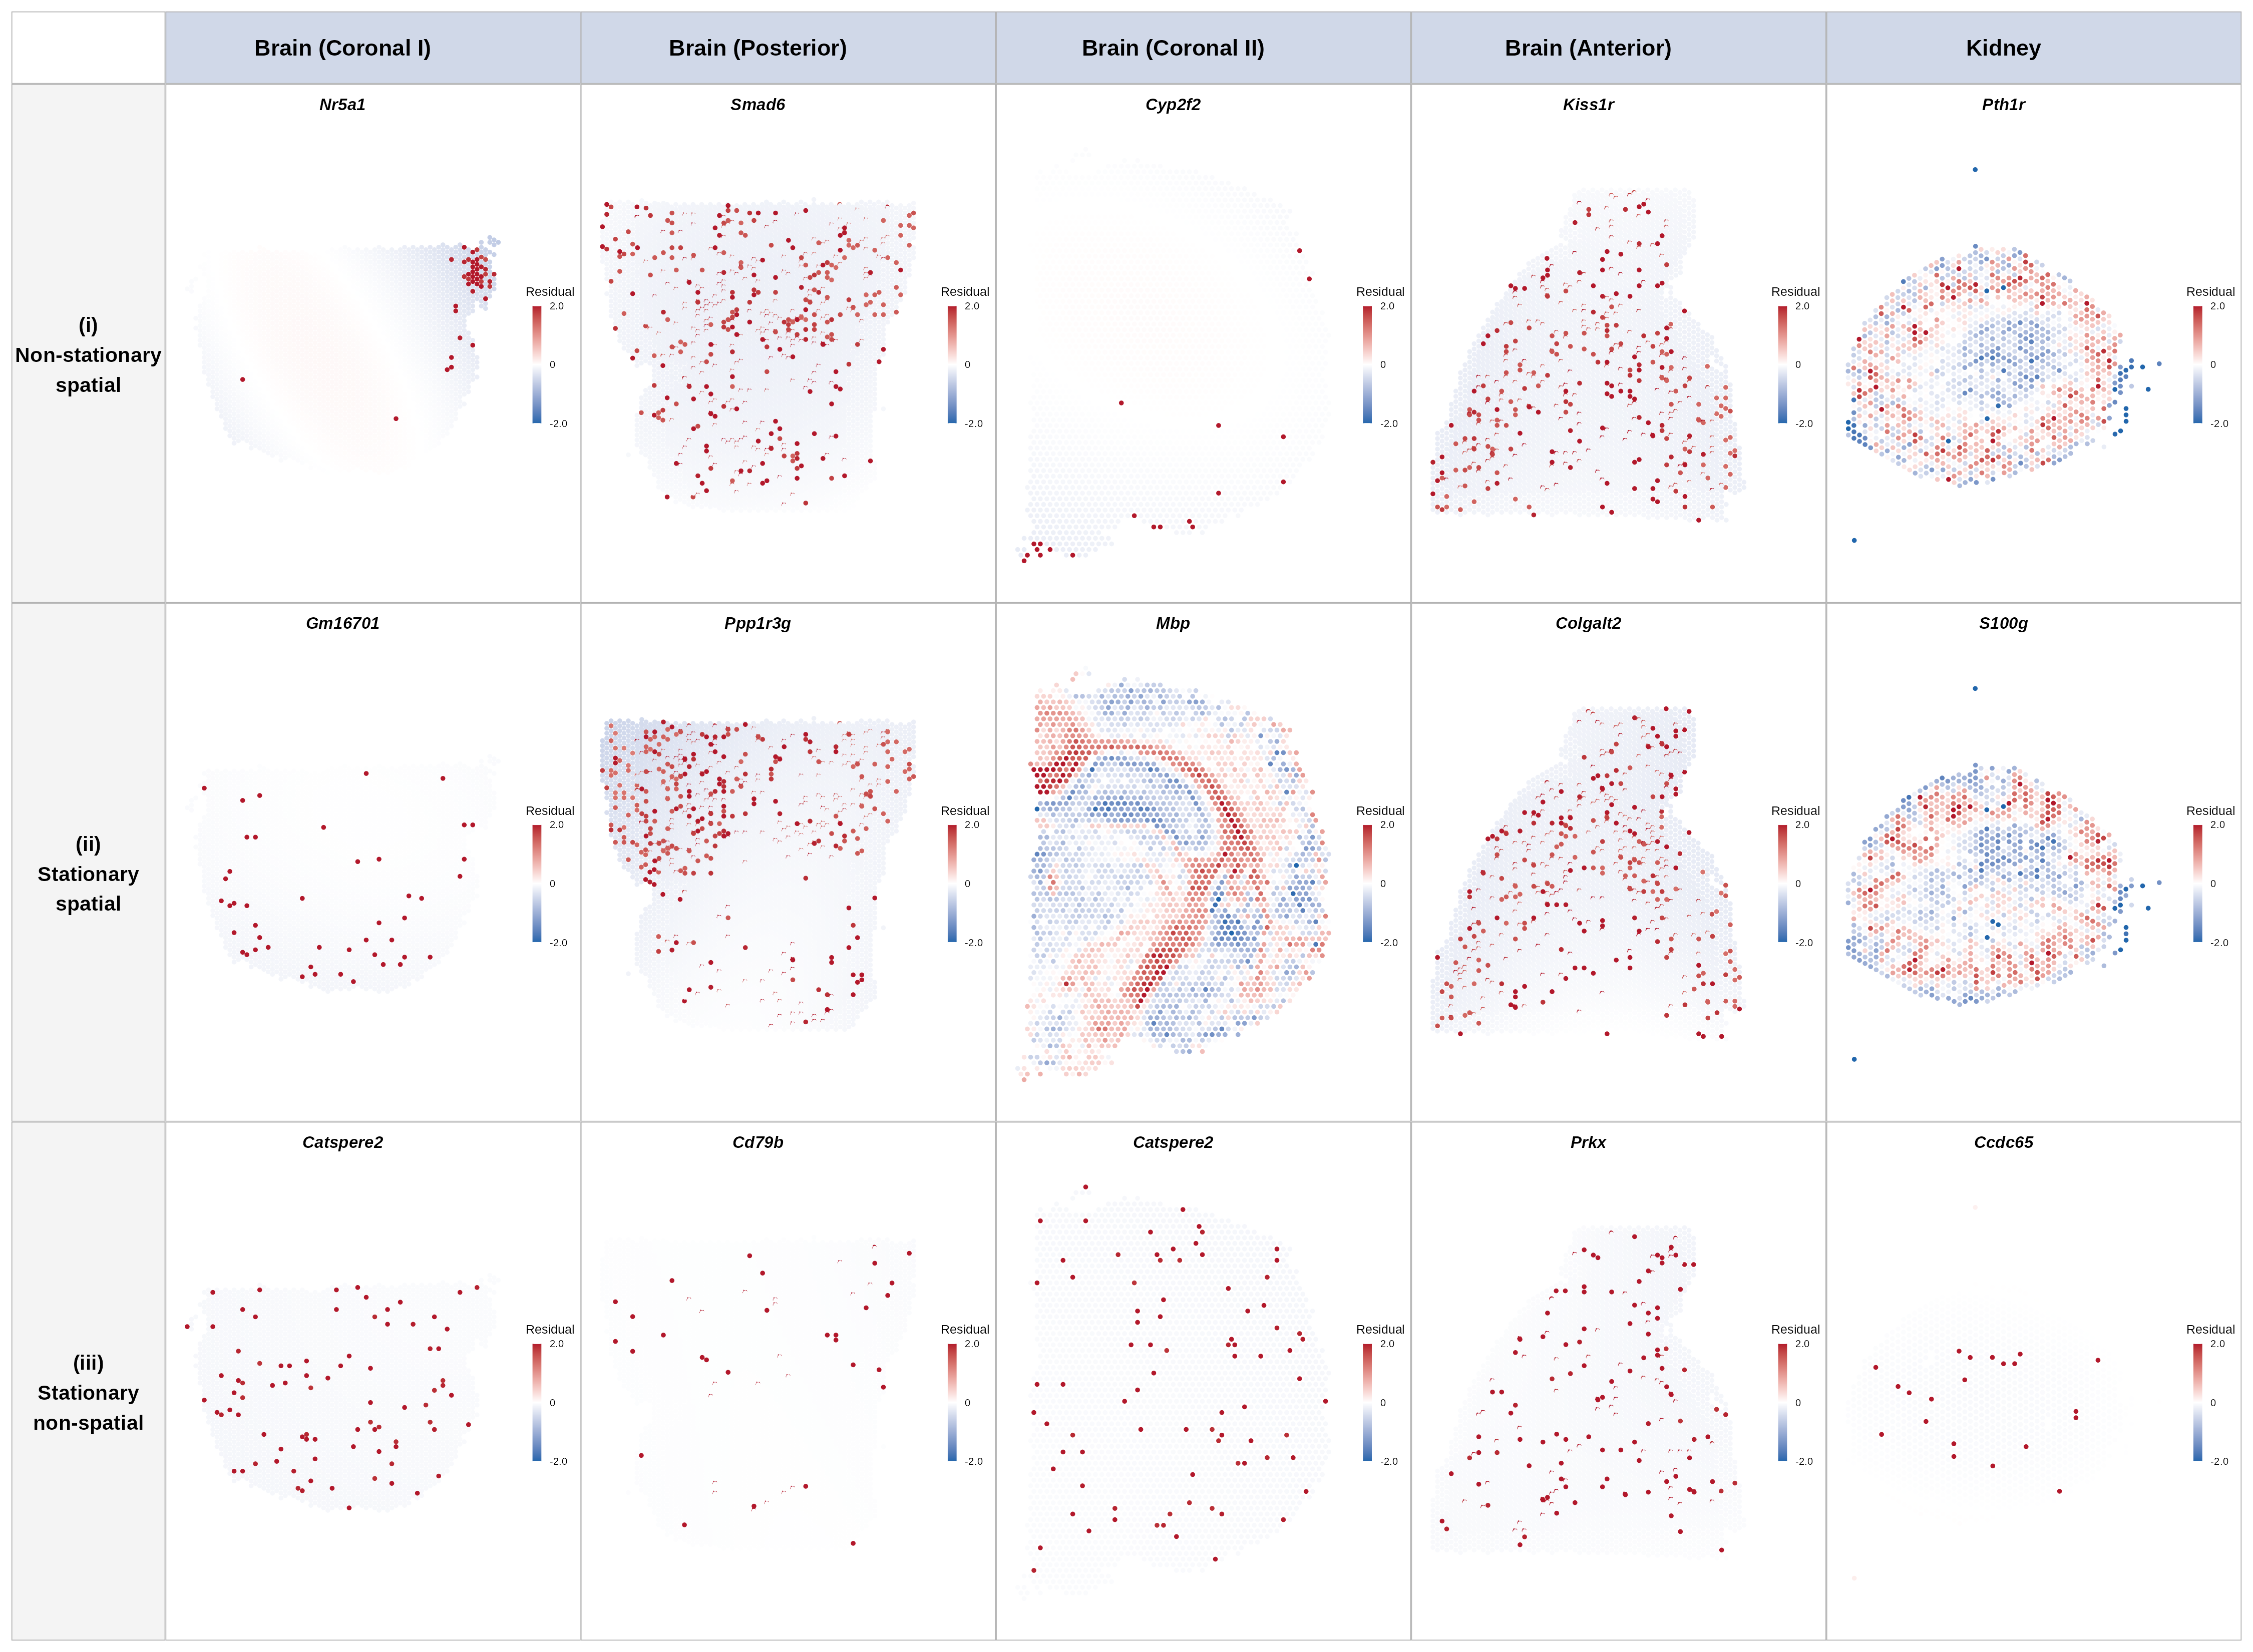 Brain (Coronal I)
Brain (Posterior)
Brain (Coronal II)
Brain (Anterior)
Kidney
(i)
Non-stationary
spatial
Nr5a1
Residual
2.0
0
-2.0
Smad6
Residual
2.0
0
-2.0
Cyp2f2
Residual
2.0
0
-2.0
Kiss1r
Residual
2.0
0
-2.0
Pth1r
Residual
2.0
0
-2.0
(ii)
Stationary
spatial
Gm16701
Residual
2.0
0
-2.0
Ppp1r3g
Residual
2.0
0
-2.0
Mbp
Residual
2.0
0
-2.0
Colgalt2
Residual
2.0
0
-2.0
S100g
Residual
2.0
0
-2.0
(iii)
Stationary
non-spatial
Catspere2
Residual
2.0
0
-2.0
Cd79b
Residual
2.0
0
-2.0
Catspere2
Residual
2.0
0
-2.0
Prkx
Residual
2.0
0
-2.0
Ccdc65
Residual
2.0
0
-2.0